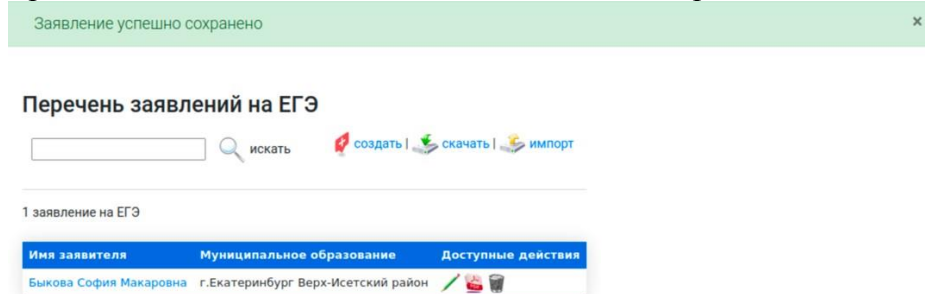 Заявление успешно сохранено ×
Перечень заявлений на ЕГЭ
искать создать | скачать | импорт
1 заявление на ЕГЭ
Имя заявителя Муниципальное образование Доступные действия
Быкова София Макаровна г.Екатеринбург Верх-Исетский район